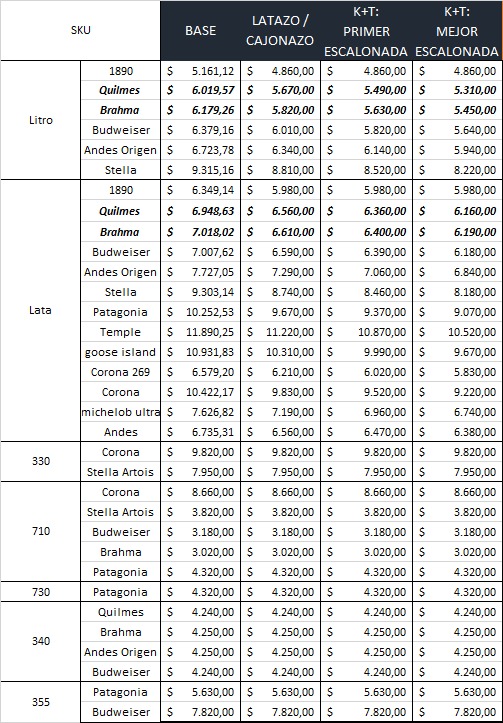 SKU BASE LATAZO / CAJONAZO K+T: PRIMER ESCALONADA K+T: MEJOR ESCALONADA
Litro
1890 $ 5.161,12 $ 4.860,00 $ 4.860,00 $ 4.860,00
Quilmes $ 6.019,57 $ 5.670,00 $ 5.490,00 $ 5.310,00
Brahma $ 6.179,26 $ 5.820,00 $ 5.630,00 $ 5.450,00
Budweiser $ 6.379,16 $ 6.010,00 $ 5.820,00 $ 5.640,00
Andes Origen $ 6.723,78 $ 6.340,00 $ 6.140,00 $ 5.940,00
Stella $ 9.315,16 $ 8.810,00 $ 8.520,00 $ 8.220,00
Lata
1890 $ 6.349,14 $ 5.980,00 $ 5.980,00 $ 5.980,00
Quilmes $ 6.948,63 $ 6.560,00 $ 6.360,00 $ 6.160,00
Brahma $ 7.018,02 $ 6.610,00 $ 6.400,00 $ 6.190,00
Budweiser $ 7.007,62 $ 6.590,00 $ 6.390,00 $ 6.180,00
Andes Origen $ 7.727,05 $ 7.290,00 $ 7.060,00 $ 6.840,00
Stella $ 9.303,14 $ 8.740,00 $ 8.460,00 $ 8.180,00
Patagonia $ 10.252,53 $ 9.670,00 $ 9.370,00 $ 9.070,00
Temple $ 11.890,25 $ 11.220,00 $ 10.870,00 $ 10.520,00
goose island $ 10.931,83 $ 10.310,00 $ 9.990,00 $ 9.670,00
Corona 269 $ 6.579,20 $ 6.210,00 $ 6.020,00 $ 5.830,00
Corona $ 10.422,17 $ 9.830,00 $ 9.520,00 $ 9.220,00
michelob ultra $ 7.626,82 $ 7.190,00 $ 6.960,00 $ 6.740,00
Andes $ 6.735,31 $ 6.560,00 $ 6.470,00 $ 6.380,00
330
Corona $ 9.820,00 $ 9.820,00 $ 9.820,00 $ 9.820,00
Stella Artois $ 7.950,00 $ 7.950,00 $ 7.950,00 $ 7.950,00
710
Corona $ 8.660,00 $ 8.660,00 $ 8.660,00 $ 8.660,00
Stella Artois $ 3.820,00 $ 3.820,00 $ 3.820,00 $ 3.820,00
Budweiser $ 3.180,00 $ 3.180,00 $ 3.180,00 $ 3.180,00
Brahma $ 3.020,00 $ 3.020,00 $ 3.020,00 $ 3.020,00
Patagonia $ 4.320,00 $ 4.320,00 $ 4.320,00 $ 4.320,00
730
Patagonia $ 4.320,00 $ 4.320,00 $ 4.320,00 $ 4.320,00
340
Quilmes $ 4.240,00 $ 4.240,00 $ 4.240,00 $ 4.240,00
Brahma $ 4.250,00 $ 4.250,00 $ 4.250,00 $ 4.250,00
Andes Origen $ 4.250,00 $ 4.250,00 $ 4.250,00 $ 4.250,00
Budweiser $ 4.240,00 $ 4.240,00 $ 4.240,00 $ 4.240,00
355
Patagonia $ 5.630,00 $ 5.630,00 $ 5.630,00 $ 5.630,00
Budweiser $ 7.820,00 $ 7.820,00 $ 7.820,00 $ 7.820,00